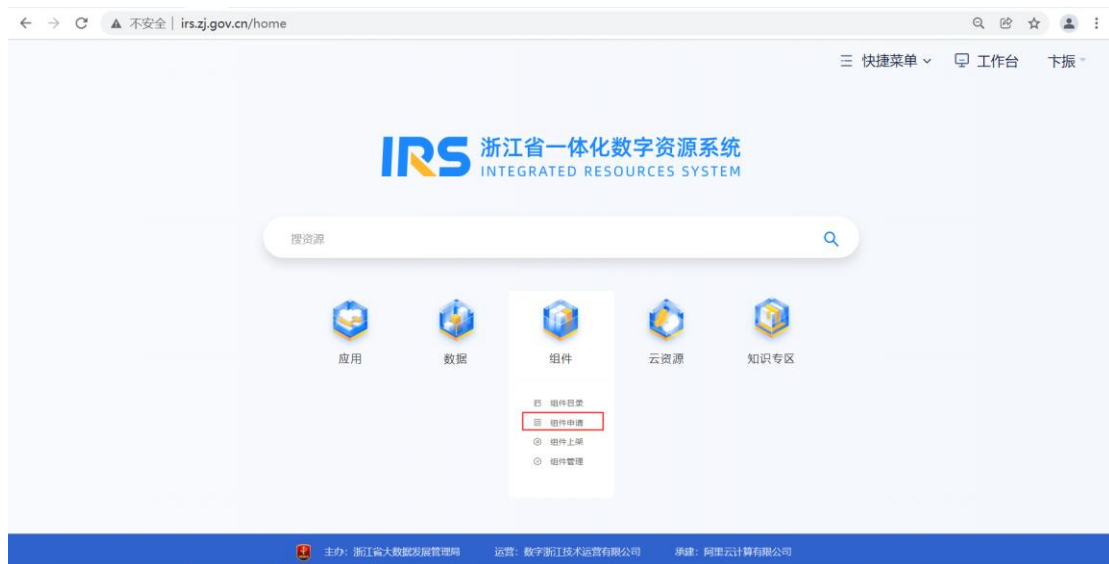 不安全 | irs.zj.gov.cn/home
快捷菜单 工作台 卞振
IRS 浙江省一体化数字资源系统
INTEGRATED RESOURCES SYSTEM
搜资源
应用 数据 组件 云资源 知识专区
组件目录
组件申请
组件上架
组件管理
主办：浙江省大数据发展管理局 运营：数字浙江技术运营有限公司 承建：阿里云计算有限公司